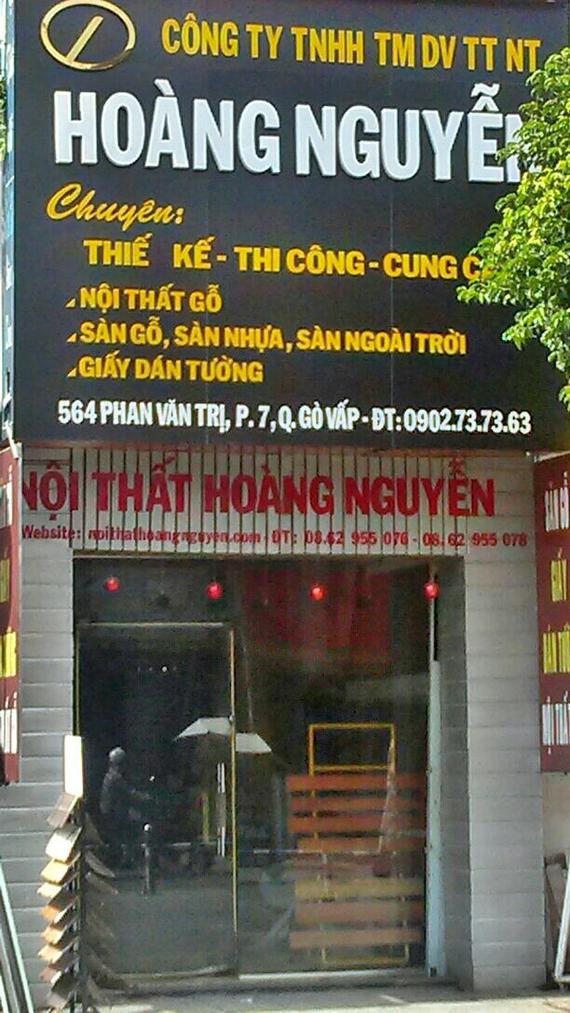 CÔNG TY TNHH TM DV TT NT
HOÀNG NGUYỄN
Chuyên:
THIẾ KẾ - THI CÔNG - CUNG
NỘI THẤT GỖ
SÀN GỖ, SÀN NHỰA, SÀN NGOÀI TRỜI
GIẤY DÁN TƯỜNG
564 PHAN VĂN TRỊ, P. 7, Q. GÒ VẤP - ĐT: 0902.73.73.63
NỘI THẤT HOÀNG NGUYỄN
Website: noithathoangnguyen.com - ĐT: 08.62 955 076 - 08. 62 955 078
GIẤY